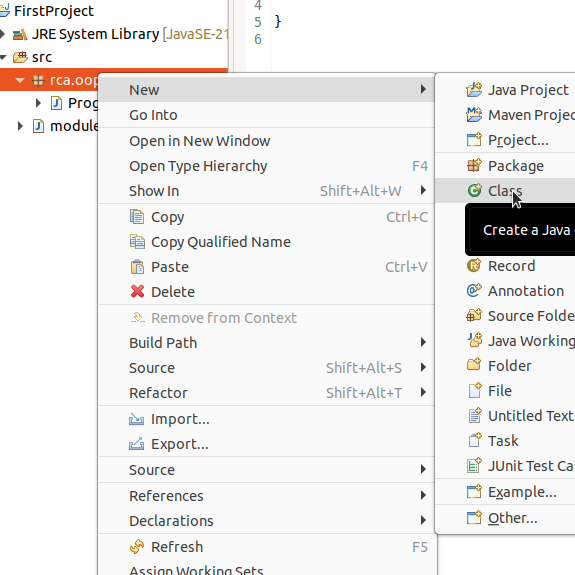 FirstProject
JRE System Library [JavaSE-21
src
rca.oop
Prog
module
4
5 }
6
New
Go Into
Open in New Window
Open Type Hierarchy F4
Show In Shift+Alt+W
Copy Ctrl+C
Copy Qualified Name
Paste Ctrl+V
Delete
Remove from Context
Build Path
Source Shift+Alt+S
Refactor Shift+Alt+T
Import...
Export...
Source
References
Declarations
Refresh F5
Assign Working Sets
Java Project
Maven Projec
Project...
Package
Class
Create a Java
Record
Annotation
Source Folde
Java Working
Folder
File
Untitled Text
Task
JUnit Test Cas
Example...
Other...